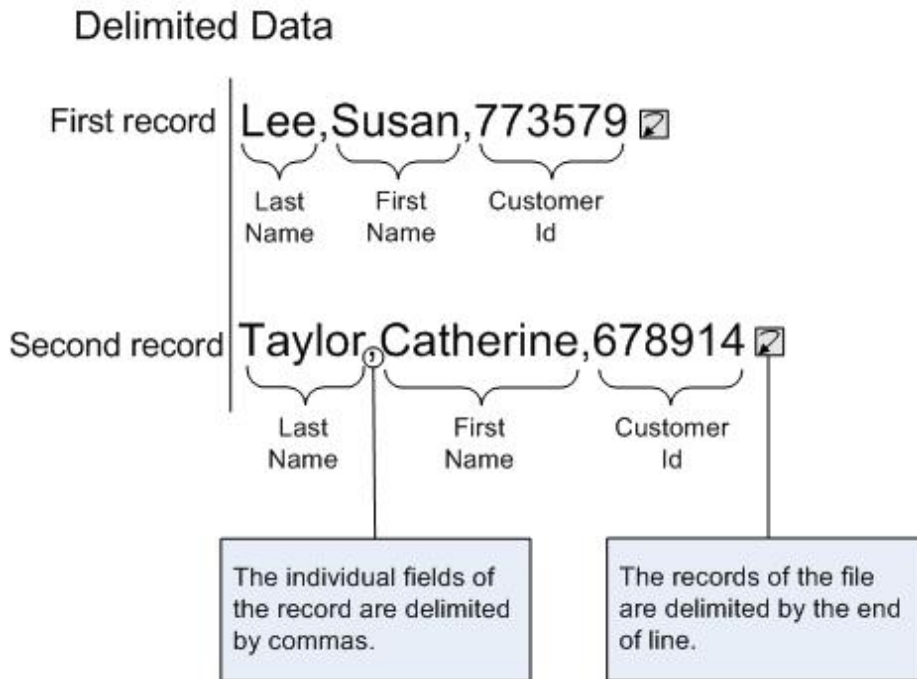 Delimited Data
First record Lee,Susan,773579
Last Name First Name Customer Id
Second record Taylor,Catherine,678914
Last Name First Name Customer Id
The individual fields of
the record are delimited
by commas.
The records of the file
are delimited by the end
of line.